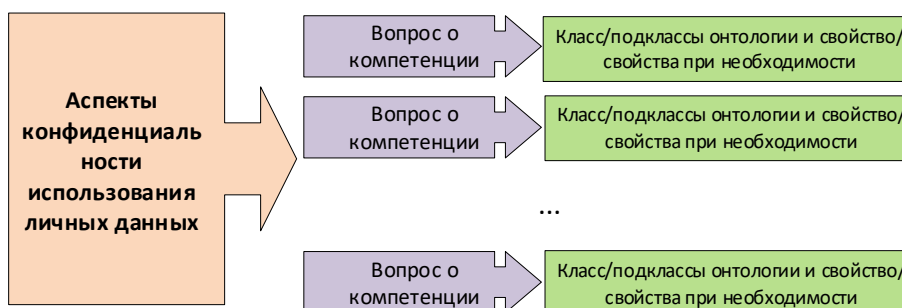 Аспекты
конфиденциаль
ности
использования
личных данных
Вопрос о
компетенции
Класс/подклассы онтологии и свойство/
свойства при необходимости
Вопрос о
компетенции
Класс/подклассы онтологии и свойство/
свойства при необходимости
...
Вопрос о
компетенции
Класс/подклассы онтологии и свойство/
свойства при необходимости